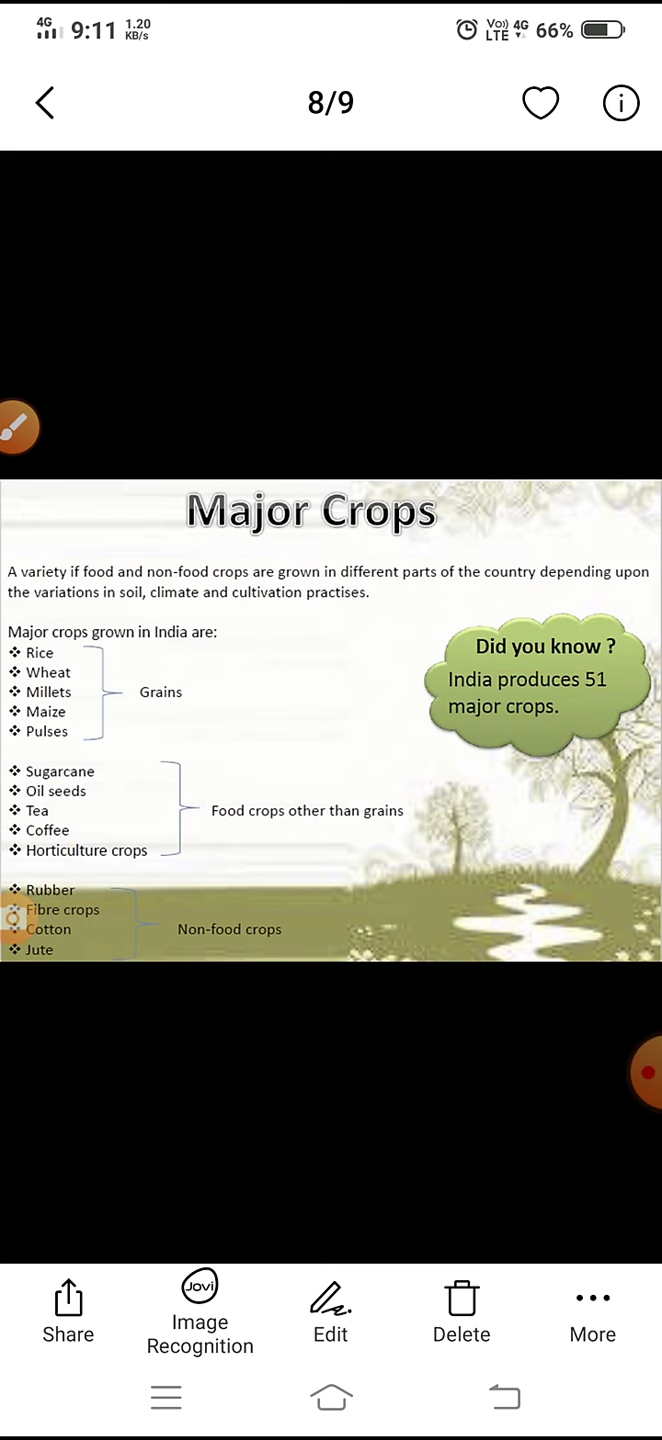 4G 9:11 1.20 KB/s Vo)) LTE 4G 66%
8/9
Major Crops
A variety if food and non-food crops are grown in different parts of the country depending upon
the variations in soil, climate and cultivation practises.
Major crops grown in India are:
❖ Rice
❖ Wheat
❖ Millets
❖ Maize
❖ Pulses
Grains
Did you know ?
India produces 51
major crops.
❖ Sugarcane
❖ Oil seeds
❖ Tea
❖ Coffee
❖ Horticulture crops
Food crops other than grains
❖ Rubber
❖ Fibre crops
❖ Cotton
❖ Jute
Non-food crops
Share
Jovi
Image
Recognition
Edit
Delete
More